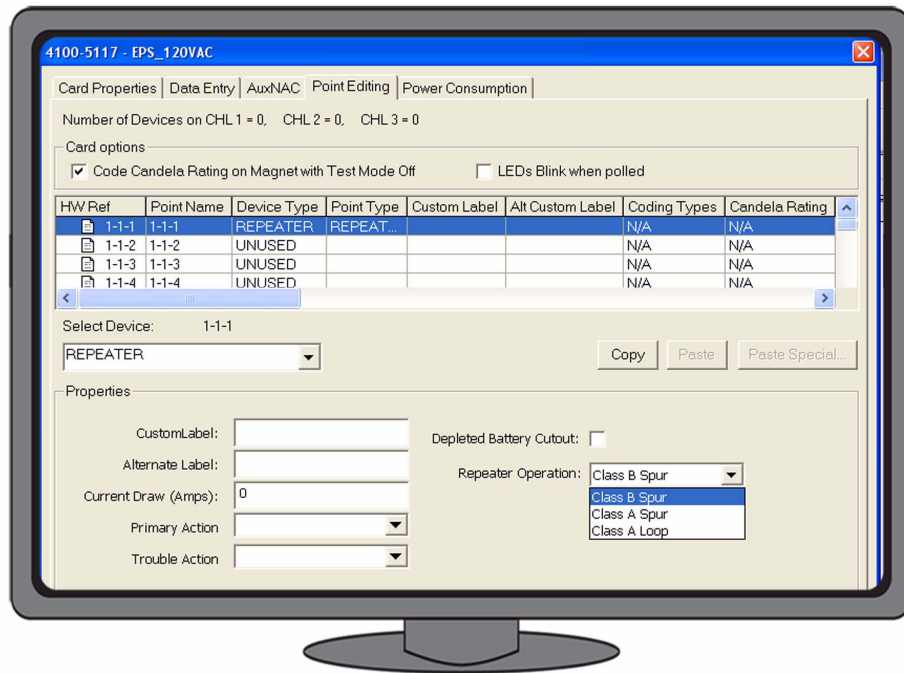 4100-5117 - EPS_120VAC
Card Properties Data Entry AuxNAC Point Editing Power Consumption
Number of Devices on CHL 1 = 0, CHL 2 = 0, CHL 3 = 0
Card options
Code Candela Rating on Magnet with Test Mode Off LEDs Blink when polled
HW Ref Point Name Device Type Point Type Custom Label Alt Custom Label Coding Types Candela Rating
1-1-1 1-1-1 REPEATER REPEAT... N/A N/A
1-1-2 1-1-2 UNUSED N/A N/A
1-1-3 1-1-3 UNUSED N/A N/A
1-1-4 1-1-4 UNUSED N/A N/A
Select Device: 1-1-1
REPEATER Copy Paste Paste Special...
Properties
CustomLabel:
Alternate Label:
Current Draw (Amps): 0
Primary Action
Trouble Action
Depleted Battery Cutout:
Repeater Operation: Class B Spur
Class B Spur
Class A Spur
Class A Loop